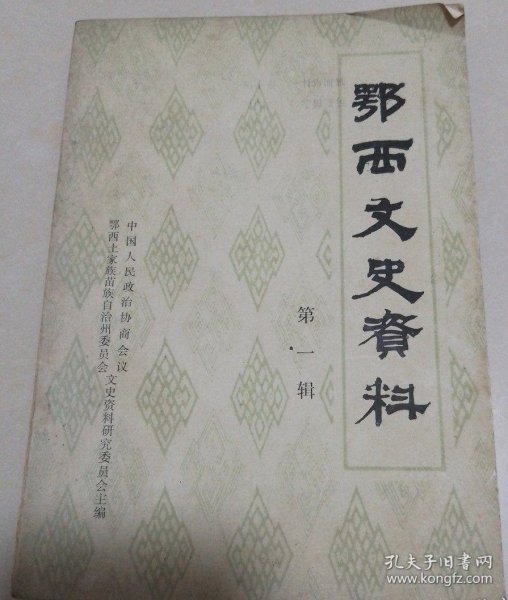 鄂西文史資料
第一辑
中国人民政治协商会议
鄂西土家族苗族自治州委员会文史资料研究委员会主编
孔夫子旧书网
www.kongfz.com